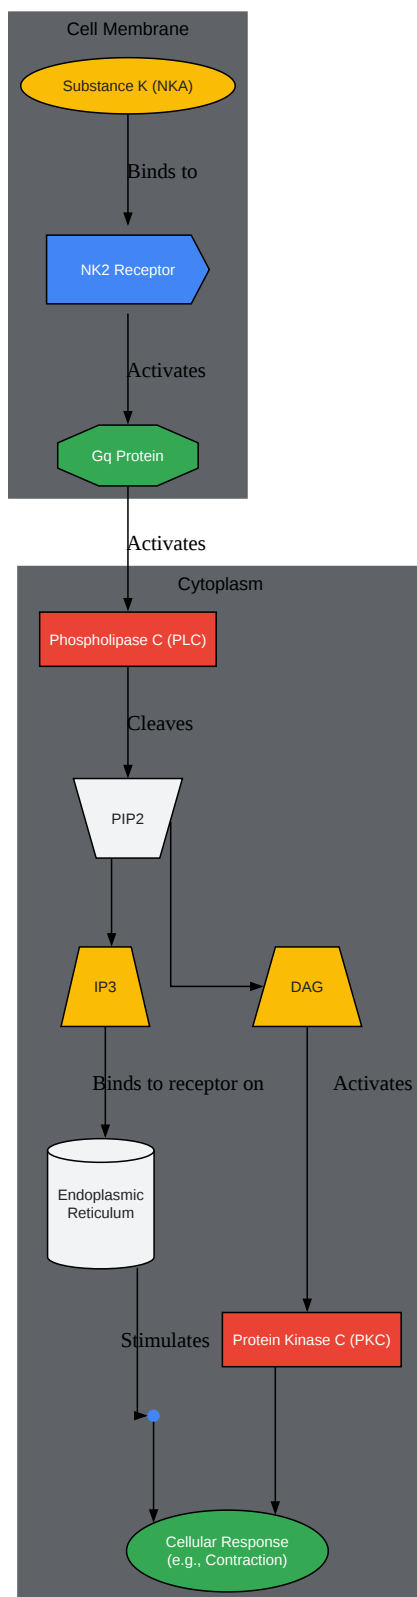 Cell Membrane
Substance K (NKA)
Binds to
NK2 Receptor
Activates
Gq Protein
Activates
Cytoplasm
Phospholipase C (PLC)
Cleaves
PIP2
IP3
DAG
Binds to receptor on
Activates
Endoplasmic
Reticulum
Stimulates
Protein Kinase C (PKC)
Cellular Response
(e.g., Contraction)